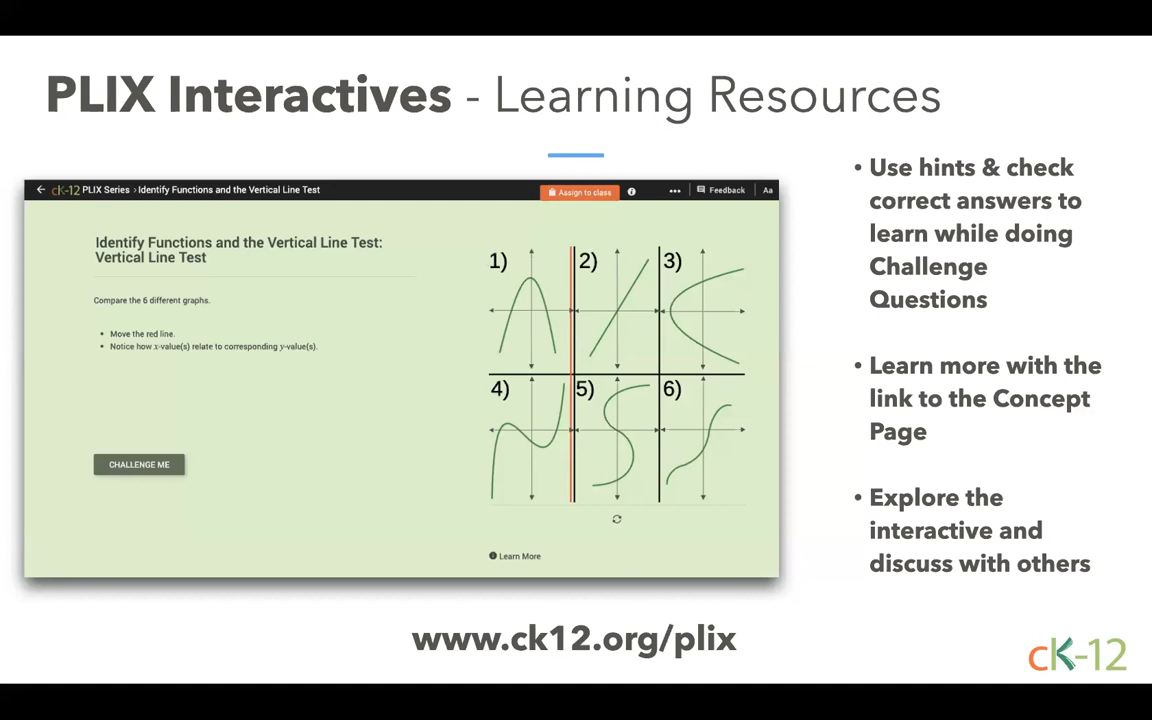 PLIX Interactives - Learning Resources
cK-12 PLIX Series > Identify Functions and the Vertical Line Test
Assign to class
Feedback
Aa
Identify Functions and the Vertical Line Test:
Vertical Line Test
Compare the 6 different graphs.
• Move the red line.
• Notice how x-value(s) relate to corresponding y-value(s).
CHALLENGE ME
1)
2)
3)
4)
5)
6)
Learn More
• Use hints & check
correct answers to
learn while doing
Challenge
Questions
• Learn more with the
link to the Concept
Page
• Explore the
interactive and
discuss with others
www.ck12.org/plix
cK-12